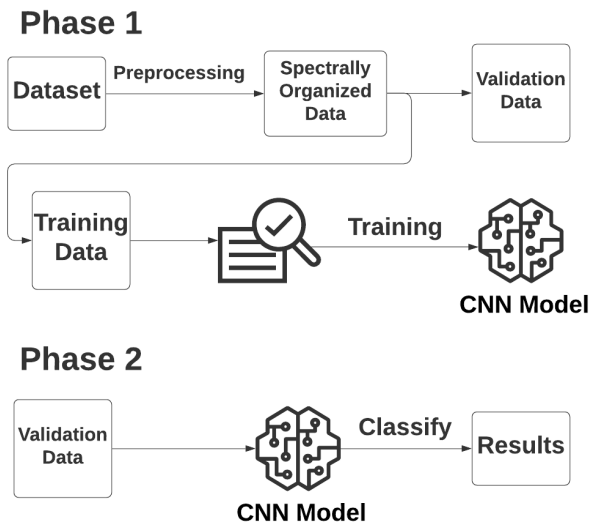 Phase 1
Dataset
Preprocessing
Spectrally
Organized
Data
Validation
Data
Training
Data
Training
CNN Model
Phase 2
Validation
Data
CNN Model
Classify
Results